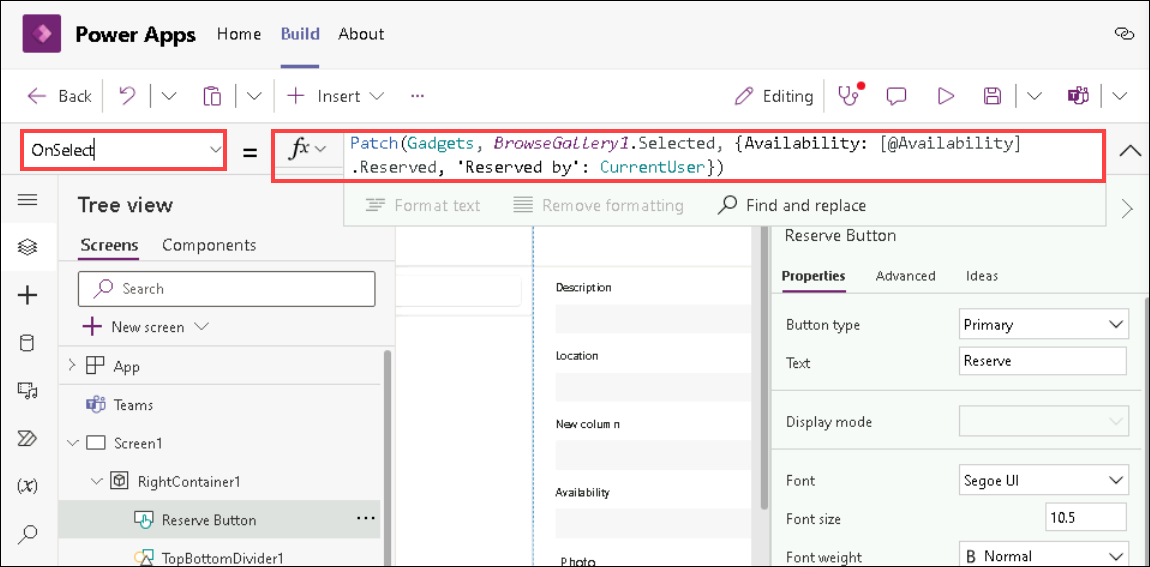 Power Apps Home Build About
Back Insert ... Editing
OnSelect = fx Patch(Gadgets, BrowseGallery1.Selected, {Availability: [@Availability]
.Reserved, 'Reserved by': CurrentUser})
Format text Remove formatting Find and replace
Tree view
Screens Components
Search
New screen
App
Teams
Screen1
RightContainer1
Reserve Button ...
TopBottomDivider1
(x)
Description
Location
New column
Availability
Photo
Reserve Button
Properties Advanced Ideas
Button type Primary
Text Reserve
Display mode
Font Segoe UI
Font size 10.5
Font weight B Normal